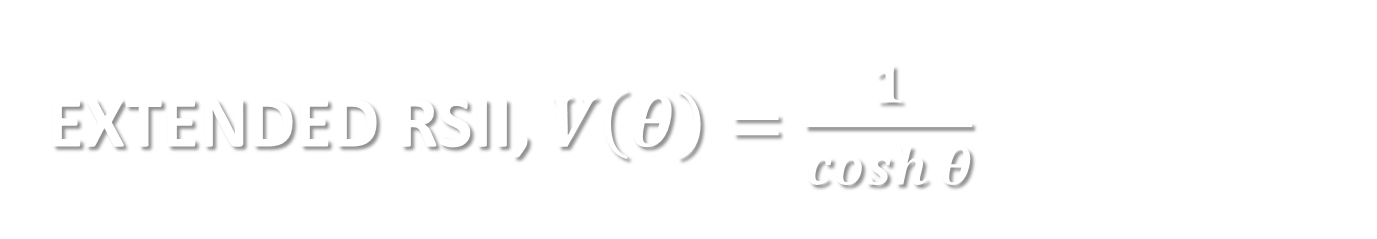 EXTENDED RSII, V(θ) = 1 / cosh θ